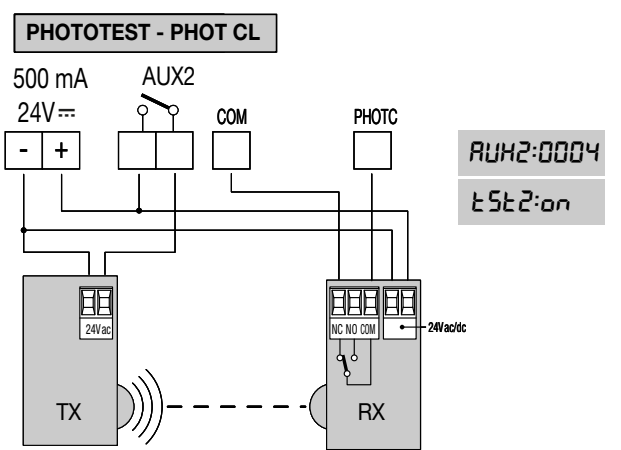 PHOTOTEST - PHOT CL
500 mA
24V⎓
AUX2
COM
PHOTC
- +
AUX2:0004
tSt2:on
24Vac
NC NO COM
24Vac/dc
TX
RX